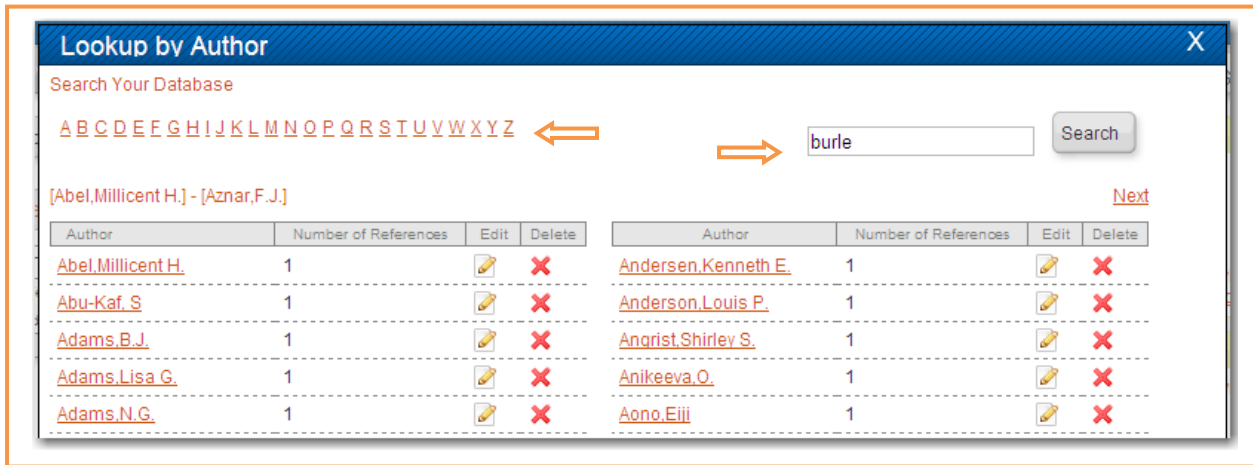 Lookup by Author X
Search Your Database
A B C D E F G H I J K L M N O P Q R S T U V W X Y Z
burle Search
[Abel,Millicent H.] - [Aznar,F.J.] Next
Author Number of References Edit Delete Author Number of References Edit Delete
Abel,Millicent H. 1 Andersen,Kenneth E. 1
Abu-Kaf, S 1 Anderson,Louis P. 1
Adams,B.J. 1 Angrist,Shirley S. 1
Adams,Lisa G. 1 Anikeeva,O. 1
Adams,N.G. 1 Aono,Eiji 1